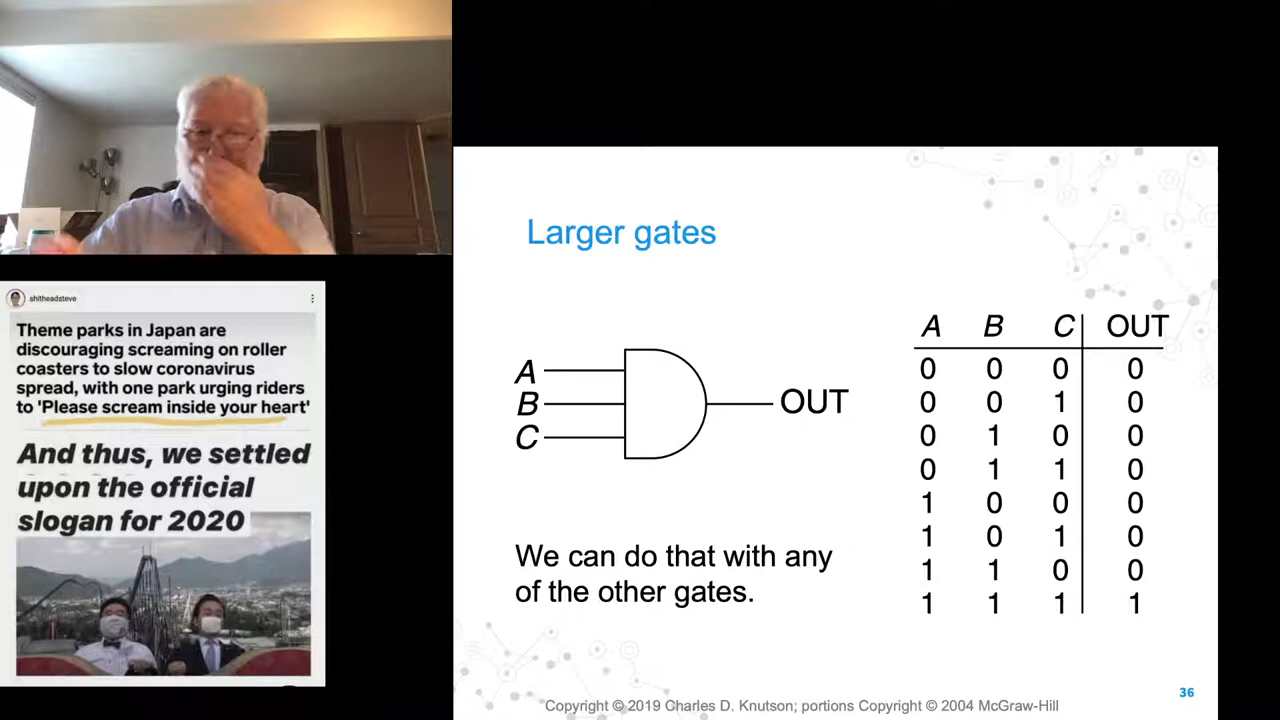 shitheadsteve
Theme parks in Japan are
discouraging screaming on roller
coasters to slow coronavirus
spread, with one park urging riders
to 'Please scream inside your heart'
And thus, we settled
upon the official
slogan for 2020
Larger gates
A
B
C
OUT
We can do that with any
of the other gates.
A B C OUT
0 0 0 0
0 0 1 0
0 1 0 0
0 1 1 0
1 0 0 0
1 0 1 0
1 1 0 0
1 1 1 1
36
Copyright © 2019 Charles D. Knutson; portions Copyright © 2004 McGraw-Hill